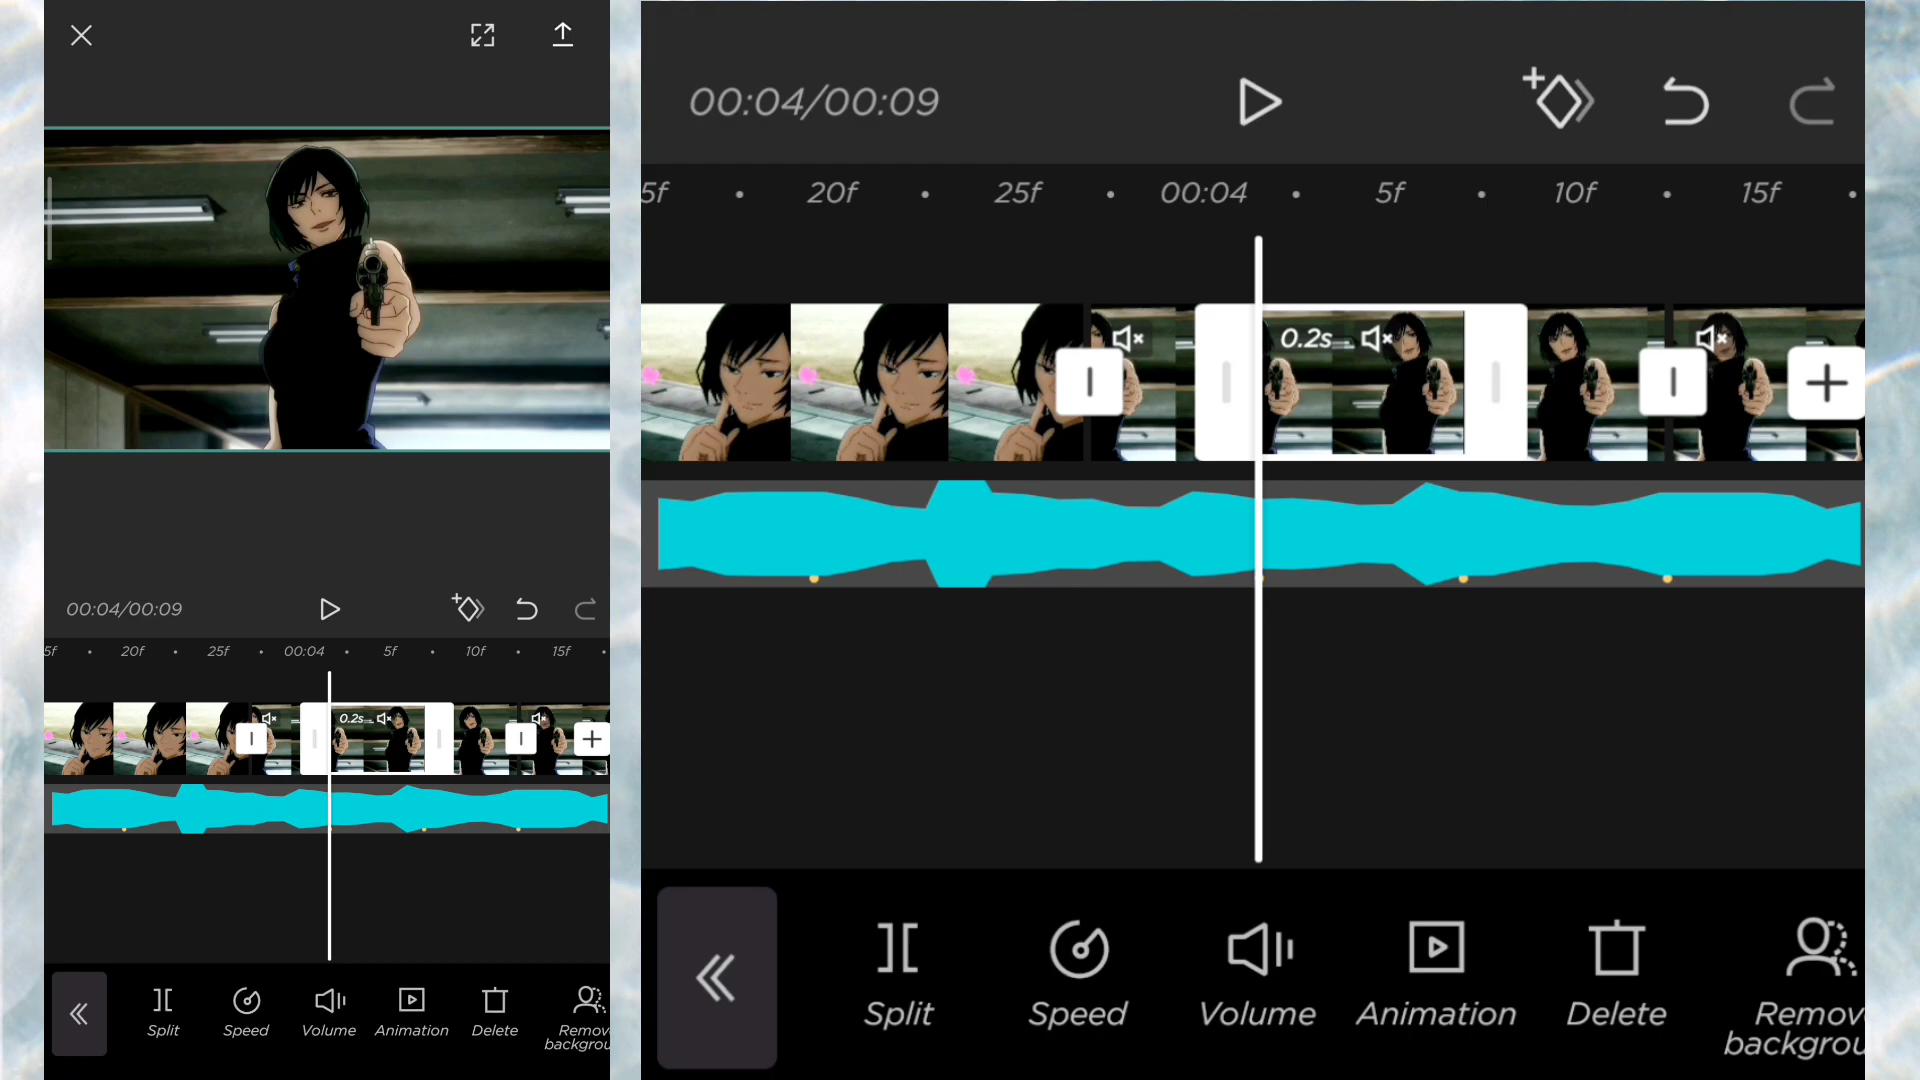 00:04/00:09
5f 20f 25f 00:04 5f 10f 15f
0.2s
Split Speed Volume Animation Delete Remov
backgrou
00:04/00:09
5f 20f 25f 00:04 5f 10f 15f
0.2s
Split Speed Volume Animation Delete Remov
backgrou